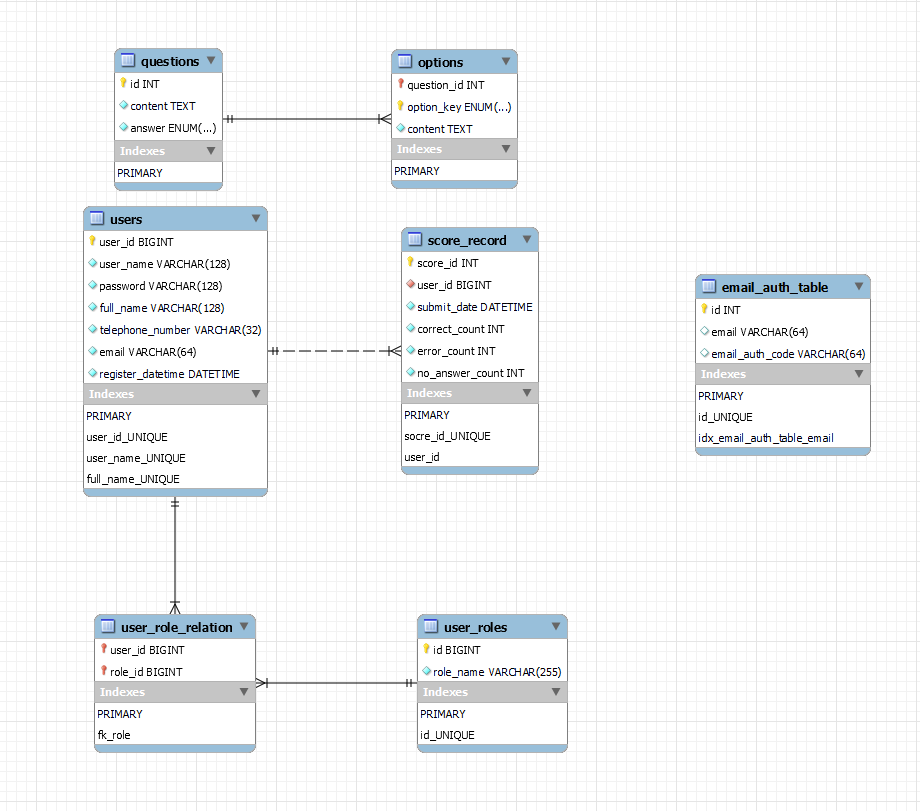 questions
id INT
content TEXT
answer ENUM(...)
Indexes
PRIMARY
options
question_id INT
option_key ENUM(...)
content TEXT
Indexes
PRIMARY
users
user_id BIGINT
user_name VARCHAR(128)
password VARCHAR(128)
full_name VARCHAR(128)
telephone_number VARCHAR(32)
email VARCHAR(64)
register_datetime DATETIME
Indexes
PRIMARY
user_id_UNIQUE
user_name_UNIQUE
full_name_UNIQUE
score_record
score_id INT
user_id BIGINT
submit_date DATETIME
correct_count INT
error_count INT
no_answer_count INT
Indexes
PRIMARY
socre_id_UNIQUE
user_id
email_auth_table
id INT
email VARCHAR(64)
email_auth_code VARCHAR(64)
Indexes
PRIMARY
id_UNIQUE
idx_email_auth_table_email
user_role_relation
user_id BIGINT
role_id BIGINT
Indexes
PRIMARY
fk_role
user_roles
id BIGINT
role_name VARCHAR(255)
Indexes
PRIMARY
id_UNIQUE